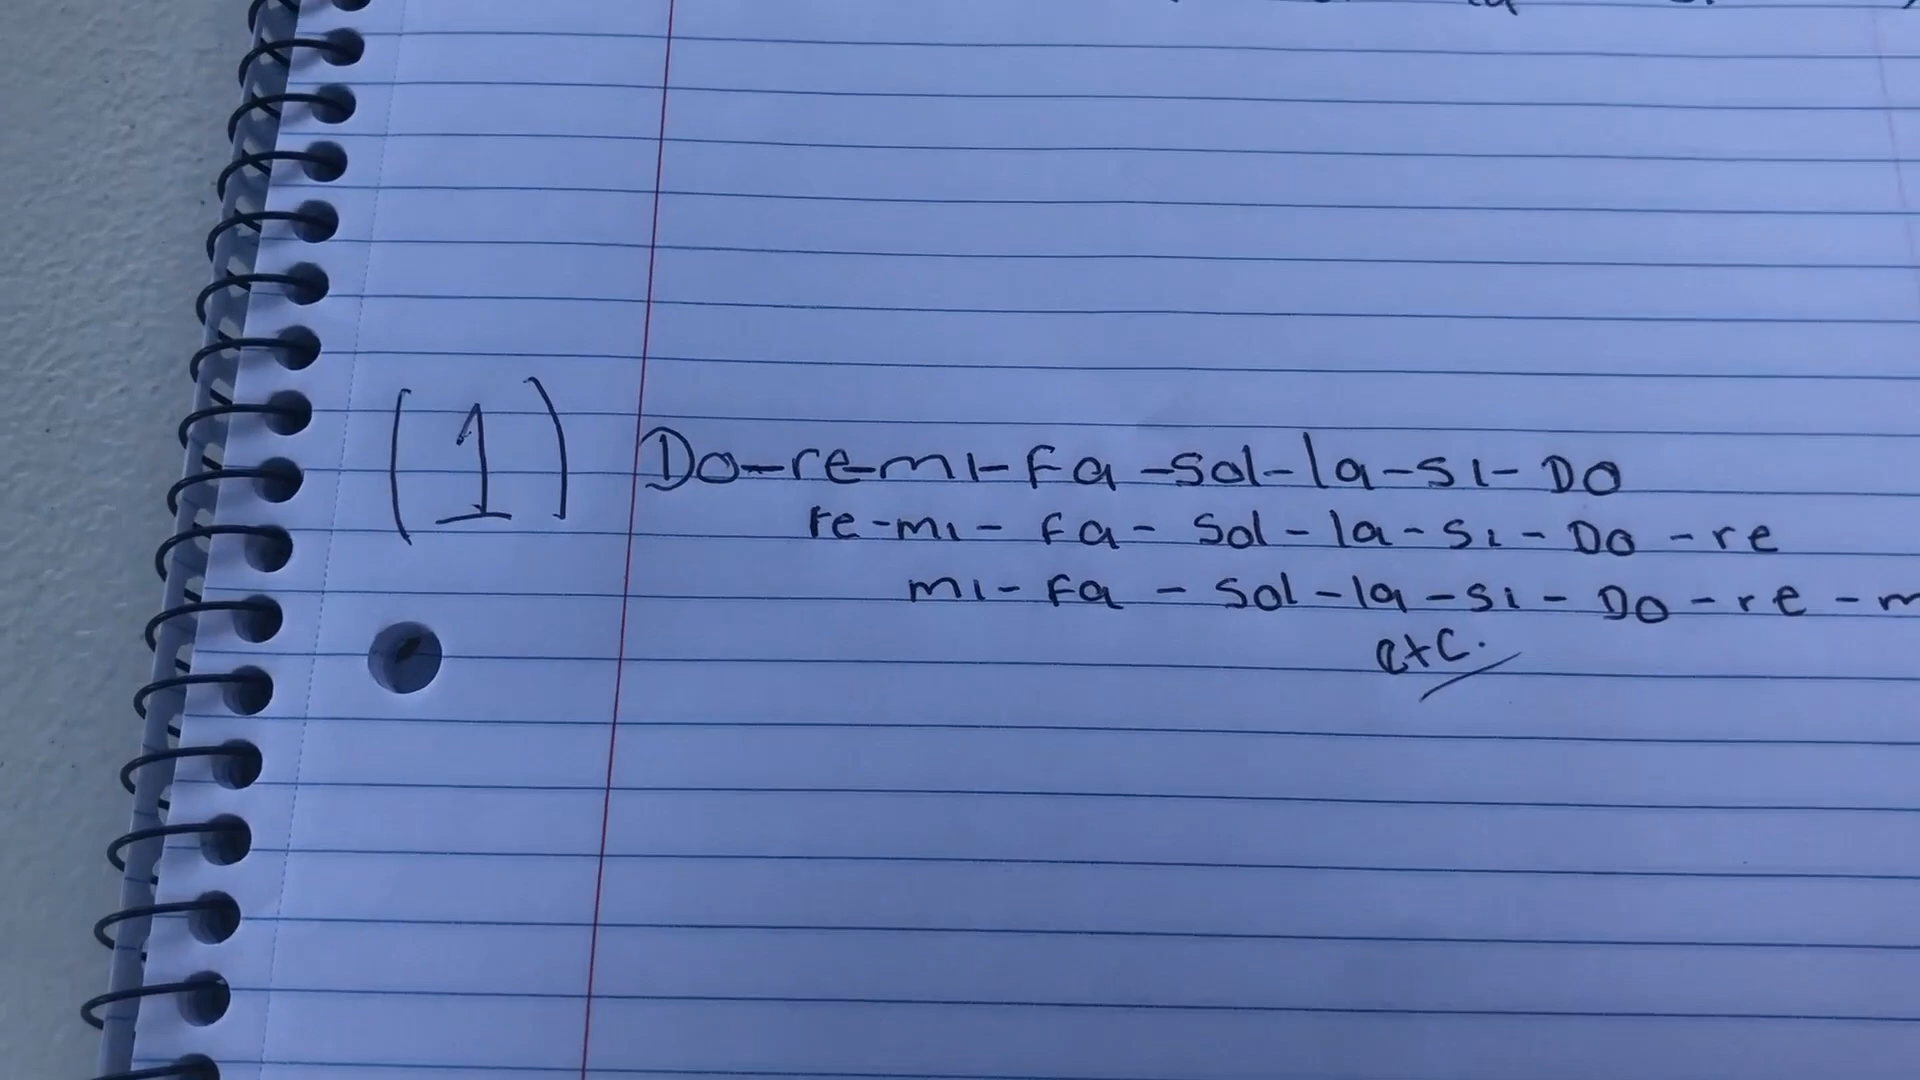 (1) Do-re-mi-Fa-Sol-la-si-Do
re-mi-Fa-Sol-la-si-Do-re
mi-Fa-Sol-la-si-Do-re-m
etc.